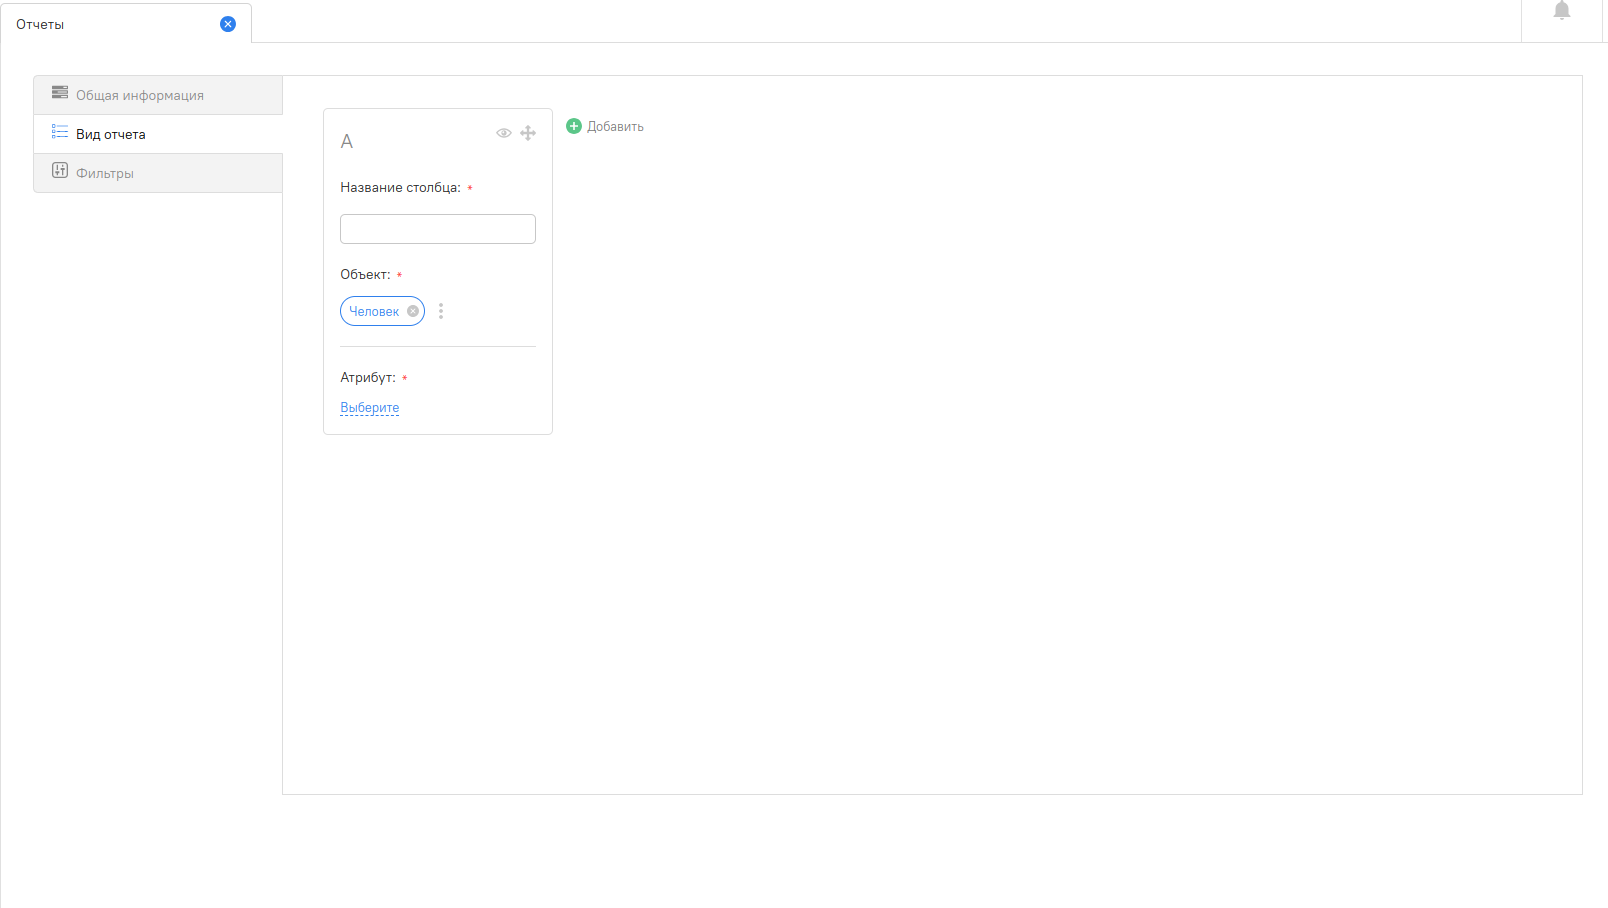 Отчеты
Общая информация
Вид отчета
Фильтры
A
Добавить
Название столбца: *
Объект: *
Человек
Атрибут: *
Выберите